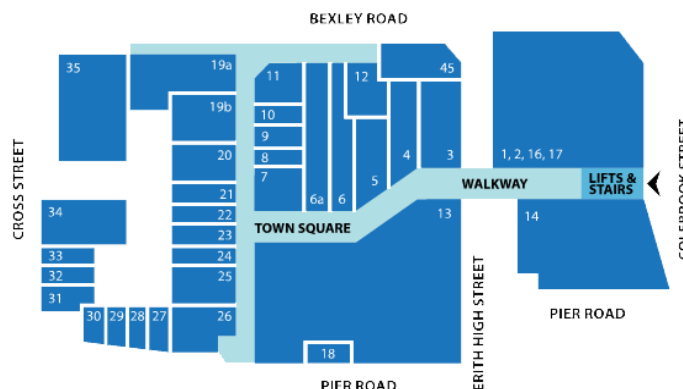 BEXLEY ROAD
35
19a
11
12
45
19b
10
9
8
7
20
21
22
23
24
25
26
6a
6
5
4
3
1, 2, 16, 17
WALKWAY
LIFTS &
STAIRS
COLEBROOK STREET
CROSS STREET
34
33
32
31
30
29
28
27
TOWN SQUARE
13
14
18
ERITH HIGH STREET
PIER ROAD
PIER ROAD